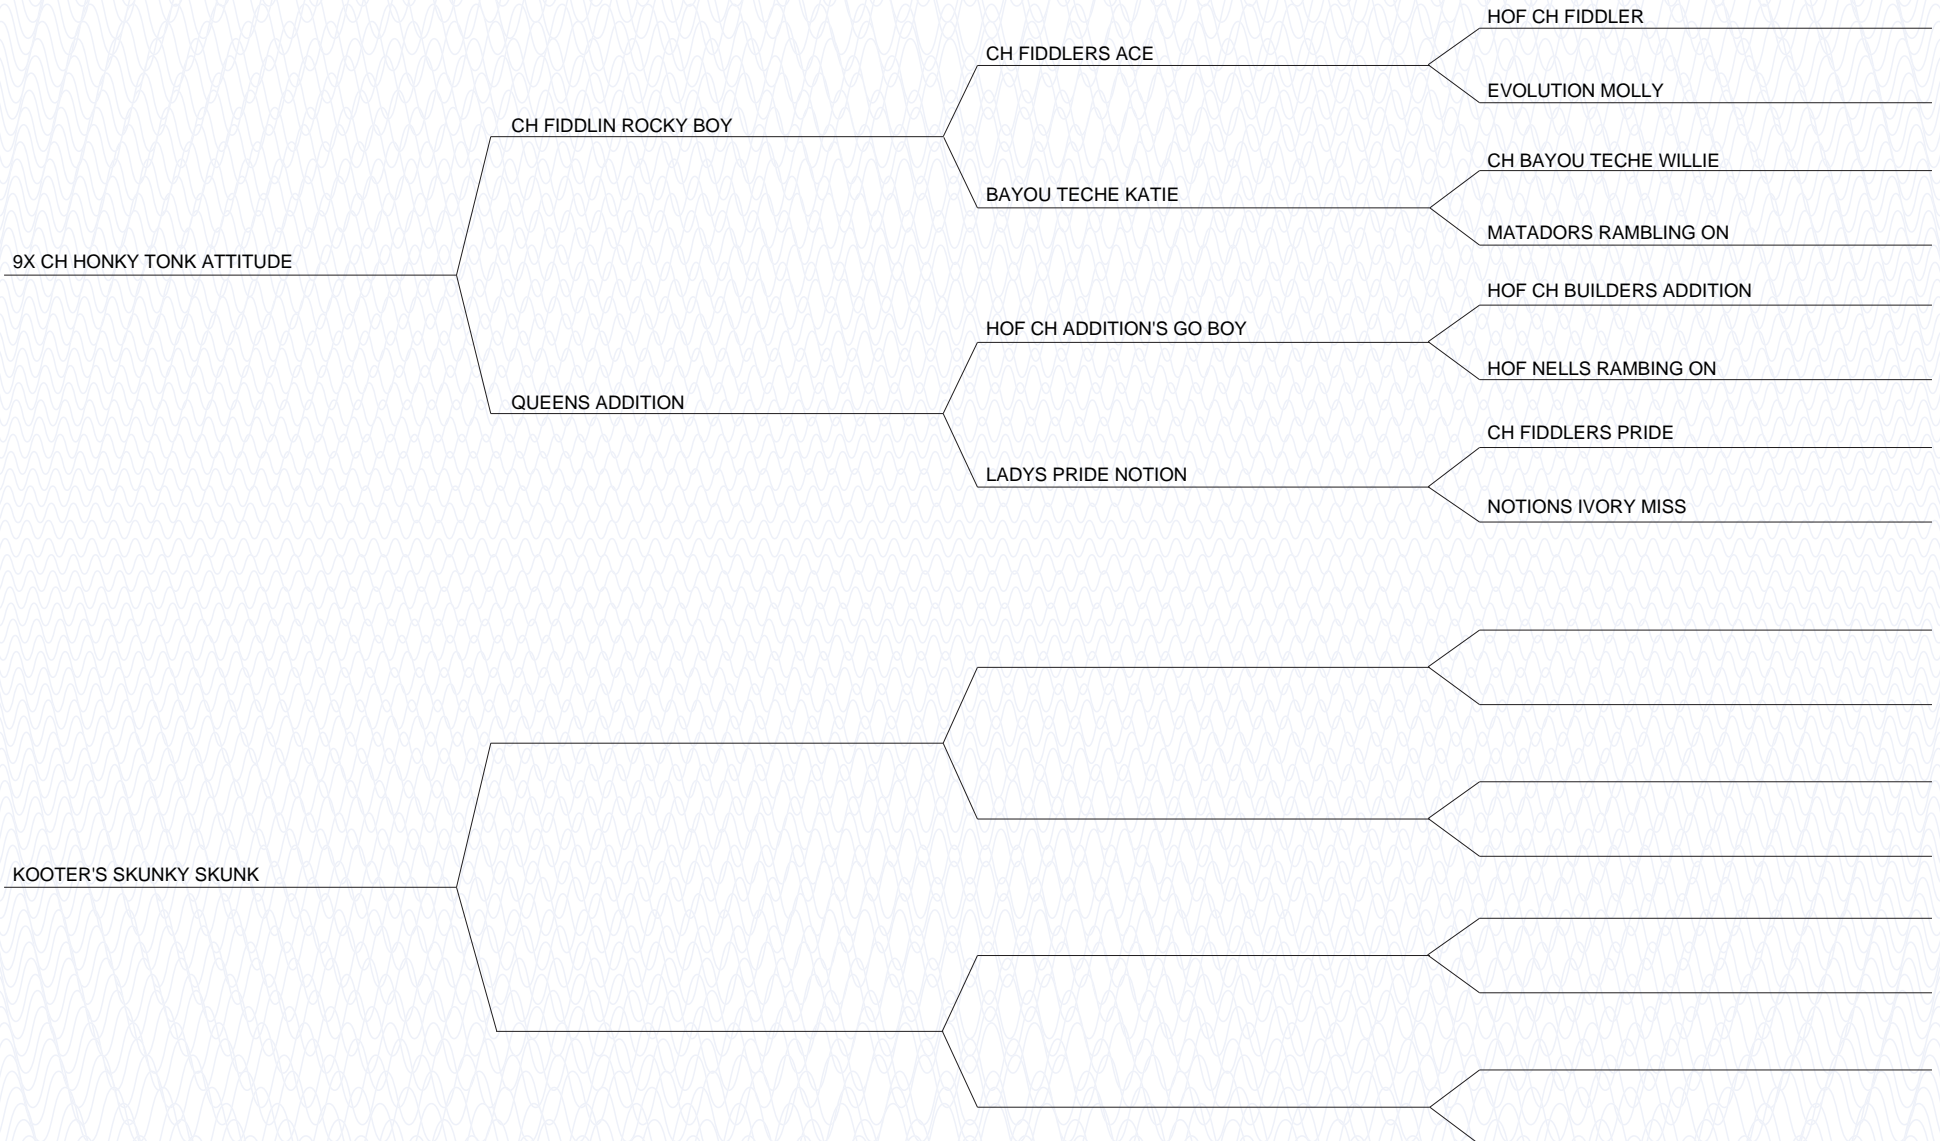 HOF CH FIDDLER
CH FIDDLERS ACE
EVOLUTION MOLLY
CH FIDDLIN ROCKY BOY
CH BAYOU TECHE WILLIE
BAYOU TECHE KATIE
MATADORS RAMBLING ON
9X CH HONKY TONK ATTITUDE
HOF CH BUILDERS ADDITION
HOF CH ADDITION'S GO BOY
HOF NELLS RAMBING ON
QUEENS ADDITION
CH FIDDLERS PRIDE
LADYS PRIDE NOTION
NOTIONS IVORY MISS
KOOTER'S SKUNKY SKUNK